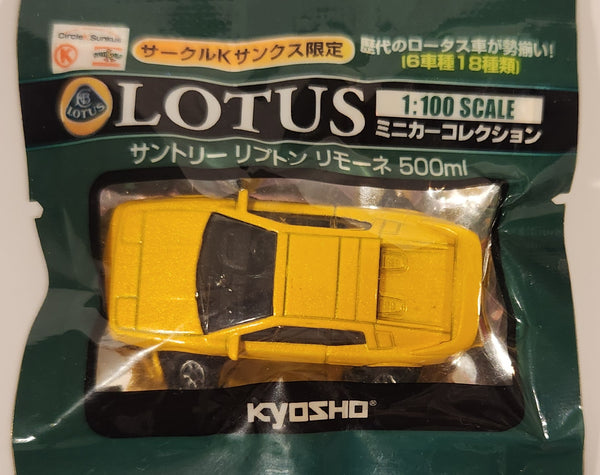 Circle K Sunkus
K
サークルKサンクス限定
歴代のロータス車が勢揃い!
(6車種18種類)
LOTUS
LOTUS
1:100 SCALE
ミニカーコレクション
サントリー リプトン リモーネ 500ml
KYOSHO®